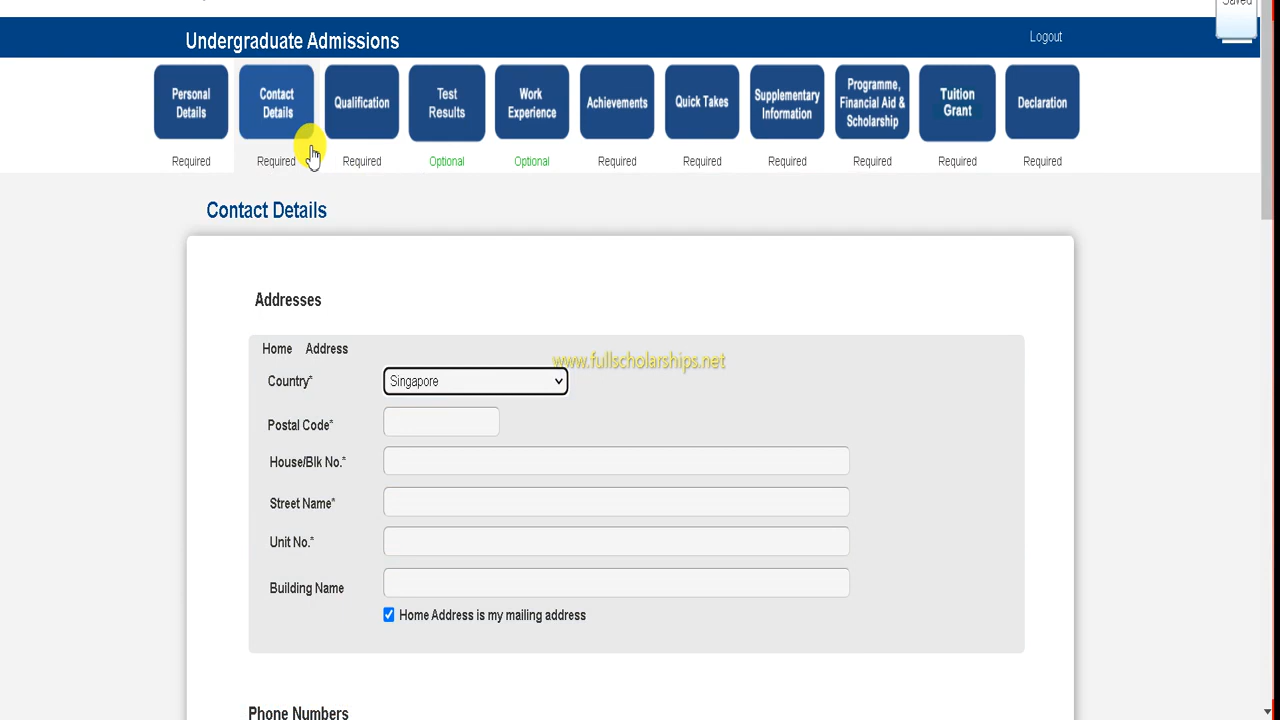 Saved
Undergraduate Admissions
Logout
Personal Details
Contact Details
Qualification
Test Results
Work Experience
Achievements
Quick Takes
Supplementary Information
Programme, Financial Aid & Scholarship
Tuition Grant
Declaration
Required
Required
Required
Optional
Optional
Required
Required
Required
Required
Required
Required
Contact Details
Addresses
Home Address
www.fullscholarships.net
Country* Singapore
Postal Code*
House/Blk No.*
Street Name*
Unit No.*
Building Name
Home Address is my mailing address
Phone Numbers